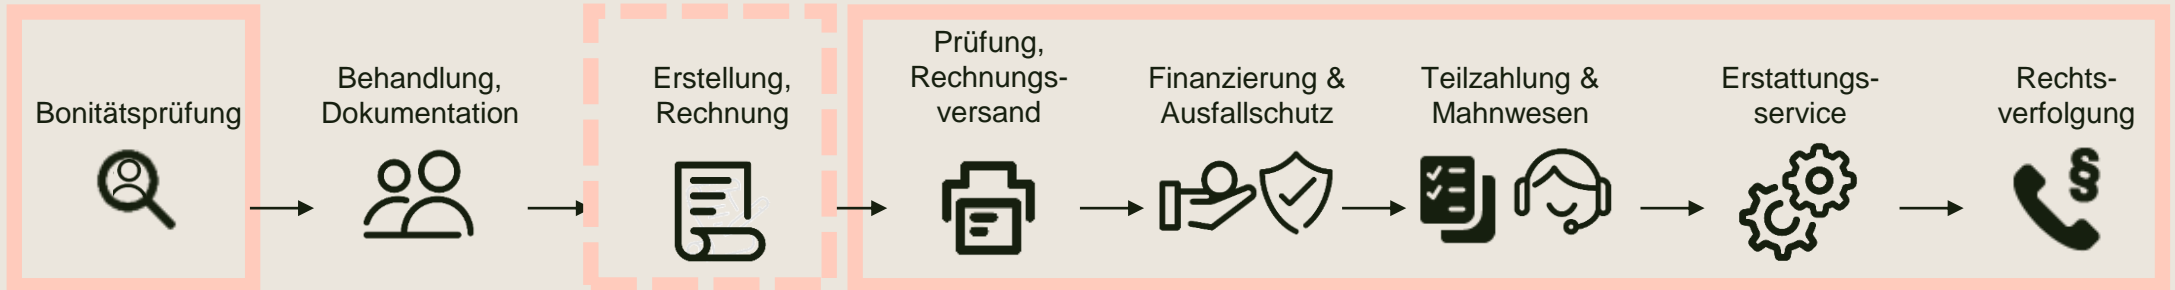 Bonitätsprüfung
Behandlung,
Dokumentation
Erstellung,
Rechnung
Prüfung,
Rechnungs-
versand
Finanzierung &
Ausfallschutz
Teilzahlung &
Mahnwesen
Erstattungs-
service
Rechts-
verfolgung
§